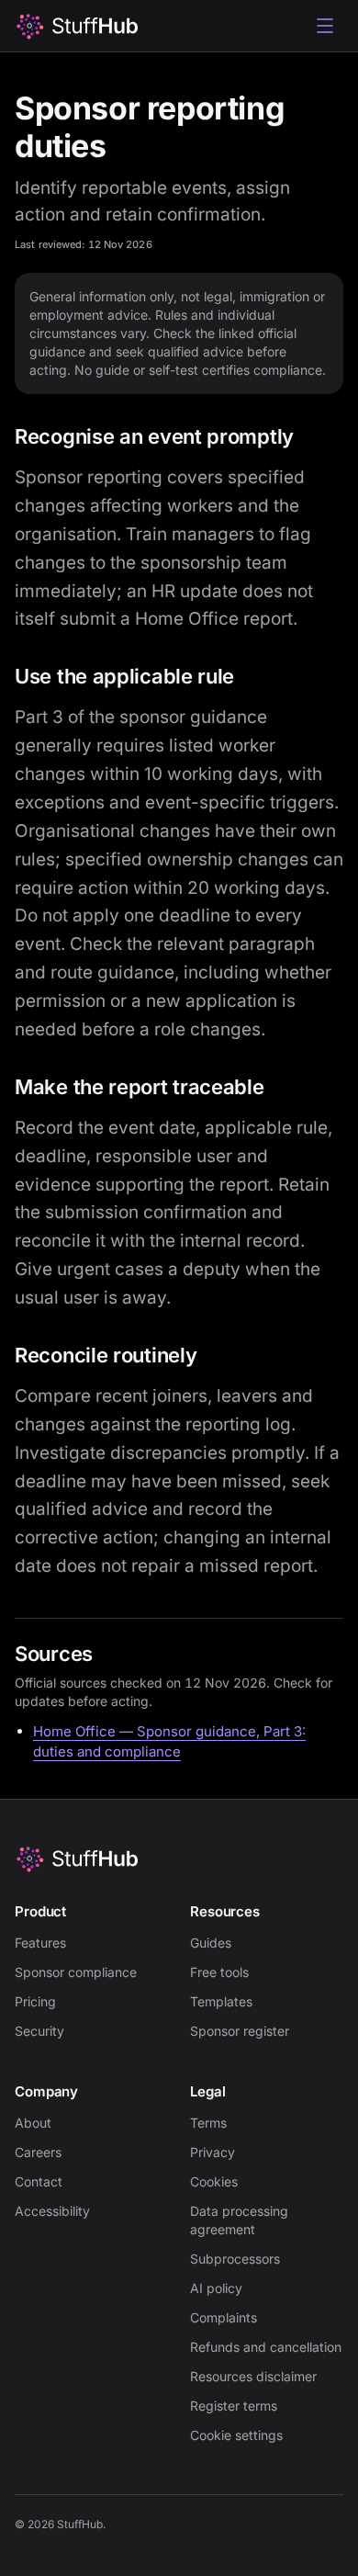 StuffHub
Sponsor reporting
duties
Identify reportable events, assign
action and retain confirmation.
Last reviewed: 12 Nov 2026
General information only, not legal, immigration or
employment advice. Rules and individual
circumstances vary. Check the linked official
guidance and seek qualified advice before
acting. No guide or self-test certifies compliance.
Recognise an event promptly
Sponsor reporting covers specified
changes affecting workers and the
organisation. Train managers to flag
changes to the sponsorship team
immediately; an HR update does not
itself submit a Home Office report.
Use the applicable rule
Part 3 of the sponsor guidance
generally requires listed worker
changes within 10 working days, with
exceptions and event-specific triggers.
Organisational changes have their own
rules; specified ownership changes can
require action within 20 working days.
Do not apply one deadline to every
event. Check the relevant paragraph
and route guidance, including whether
permission or a new application is
needed before a role changes.
Make the report traceable
Record the event date, applicable rule,
deadline, responsible user and
evidence supporting the report. Retain
the submission confirmation and
reconcile it with the internal record.
Give urgent cases a deputy when the
usual user is away.
Reconcile routinely
Compare recent joiners, leavers and
changes against the reporting log.
Investigate discrepancies promptly. If a
deadline may have been missed, seek
qualified advice and record the
corrective action; changing an internal
date does not repair a missed report.
Sources
Official sources checked on 12 Nov 2026. Check for
updates before acting.
Home Office — Sponsor guidance, Part 3:
duties and compliance
StuffHub
Product
Features
Sponsor compliance
Pricing
Security
Resources
Guides
Free tools
Templates
Sponsor register
Company
About
Careers
Contact
Accessibility
Legal
Terms
Privacy
Cookies
Data processing
agreement
Subprocessors
AI policy
Complaints
Refunds and cancellation
Resources disclaimer
Register terms
Cookie settings
© 2026 StuffHub.